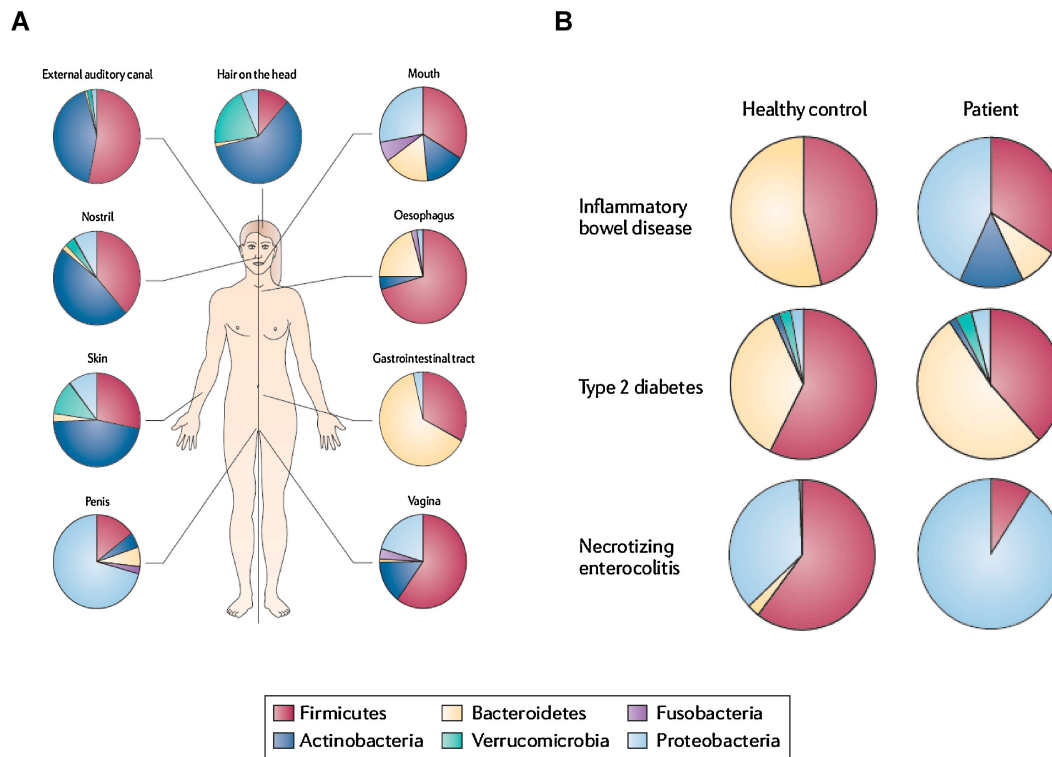 A
B
External auditory canal
Hair on the head
Mouth
Nostril
Oesophagus
Skin
Gastrointestinal tract
Penis
Vagina
Healthy control
Patient
Inflammatory
bowel disease
Type 2 diabetes
Necrotizing
enterocolitis
Firmicutes
Bacteroidetes
Fusobacteria
Actinobacteria
Verrucomicrobia
Proteobacteria